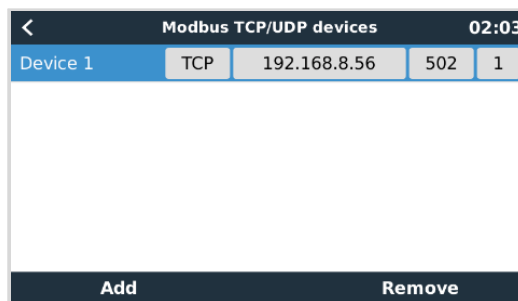 Modbus TCP/UDP devices 02:03
Device 1 TCP 192.168.8.56 502 1
Add Remove